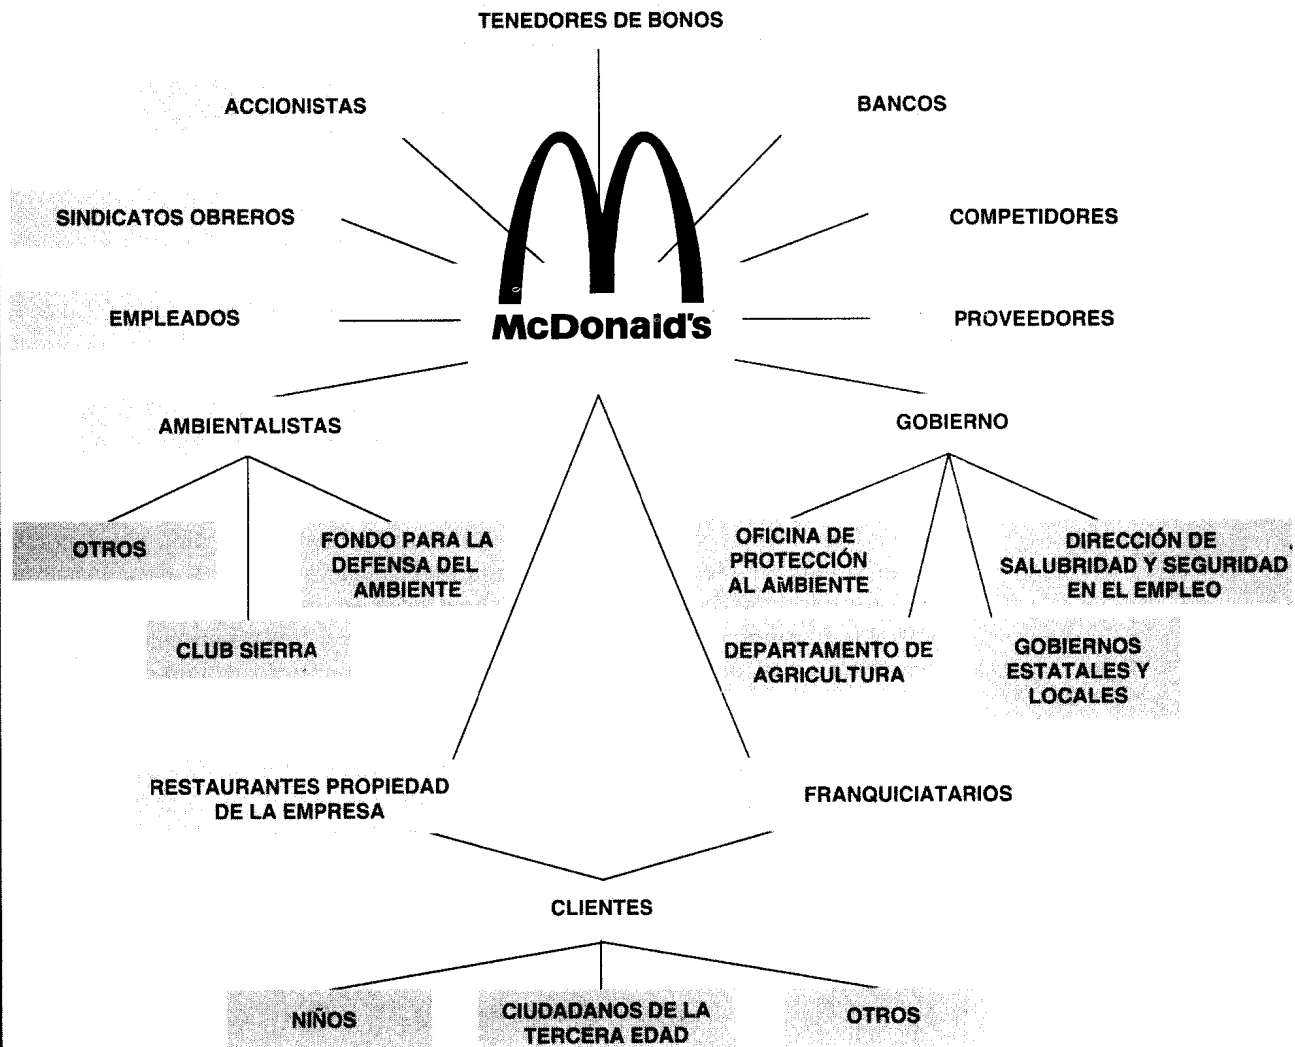 TENEDORES DE BONOS
ACCIONISTAS
BANCOS
SINDICATOS OBREROS
COMPETIDORES
EMPLEADOS
McDonald's
PROVEEDORES
AMBIENTALISTAS
GOBIERNO
OTROS
FONDO PARA LA
DEFENSA DEL
AMBIENTE
CLUB SIERRA
OFICINA DE
PROTECCIÓN
AL AMBIENTE
DIRECCIÓN DE
SALUBRIDAD Y SEGURIDAD
EN EL EMPLEO
DEPARTAMENTO DE
AGRICULTURA
GOBIERNOS
ESTATALES Y
LOCALES
RESTAURANTES PROPIEDAD
DE LA EMPRESA
FRANQUICIATARIOS
CLIENTES
NIÑOS
CIUDADANOS DE LA
TERCERA EDAD
OTROS